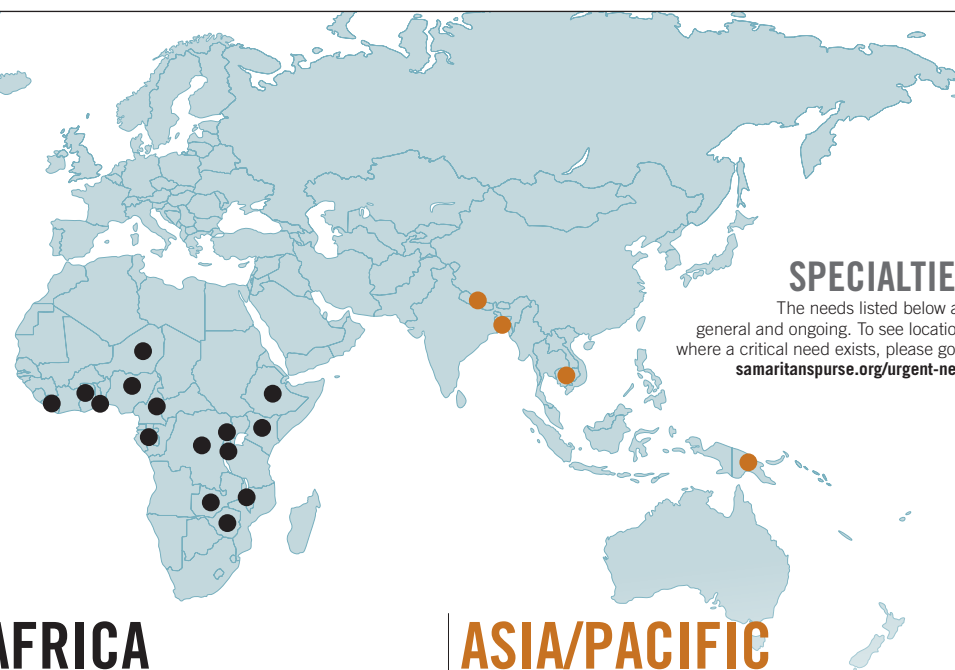 SPECIALTIE
The needs listed below a
general and ongoing. To see locatio
where a critical need exists, please go
samaritanspurse.org/urgent-ne
AFRICA
ASIA/PACIFIC